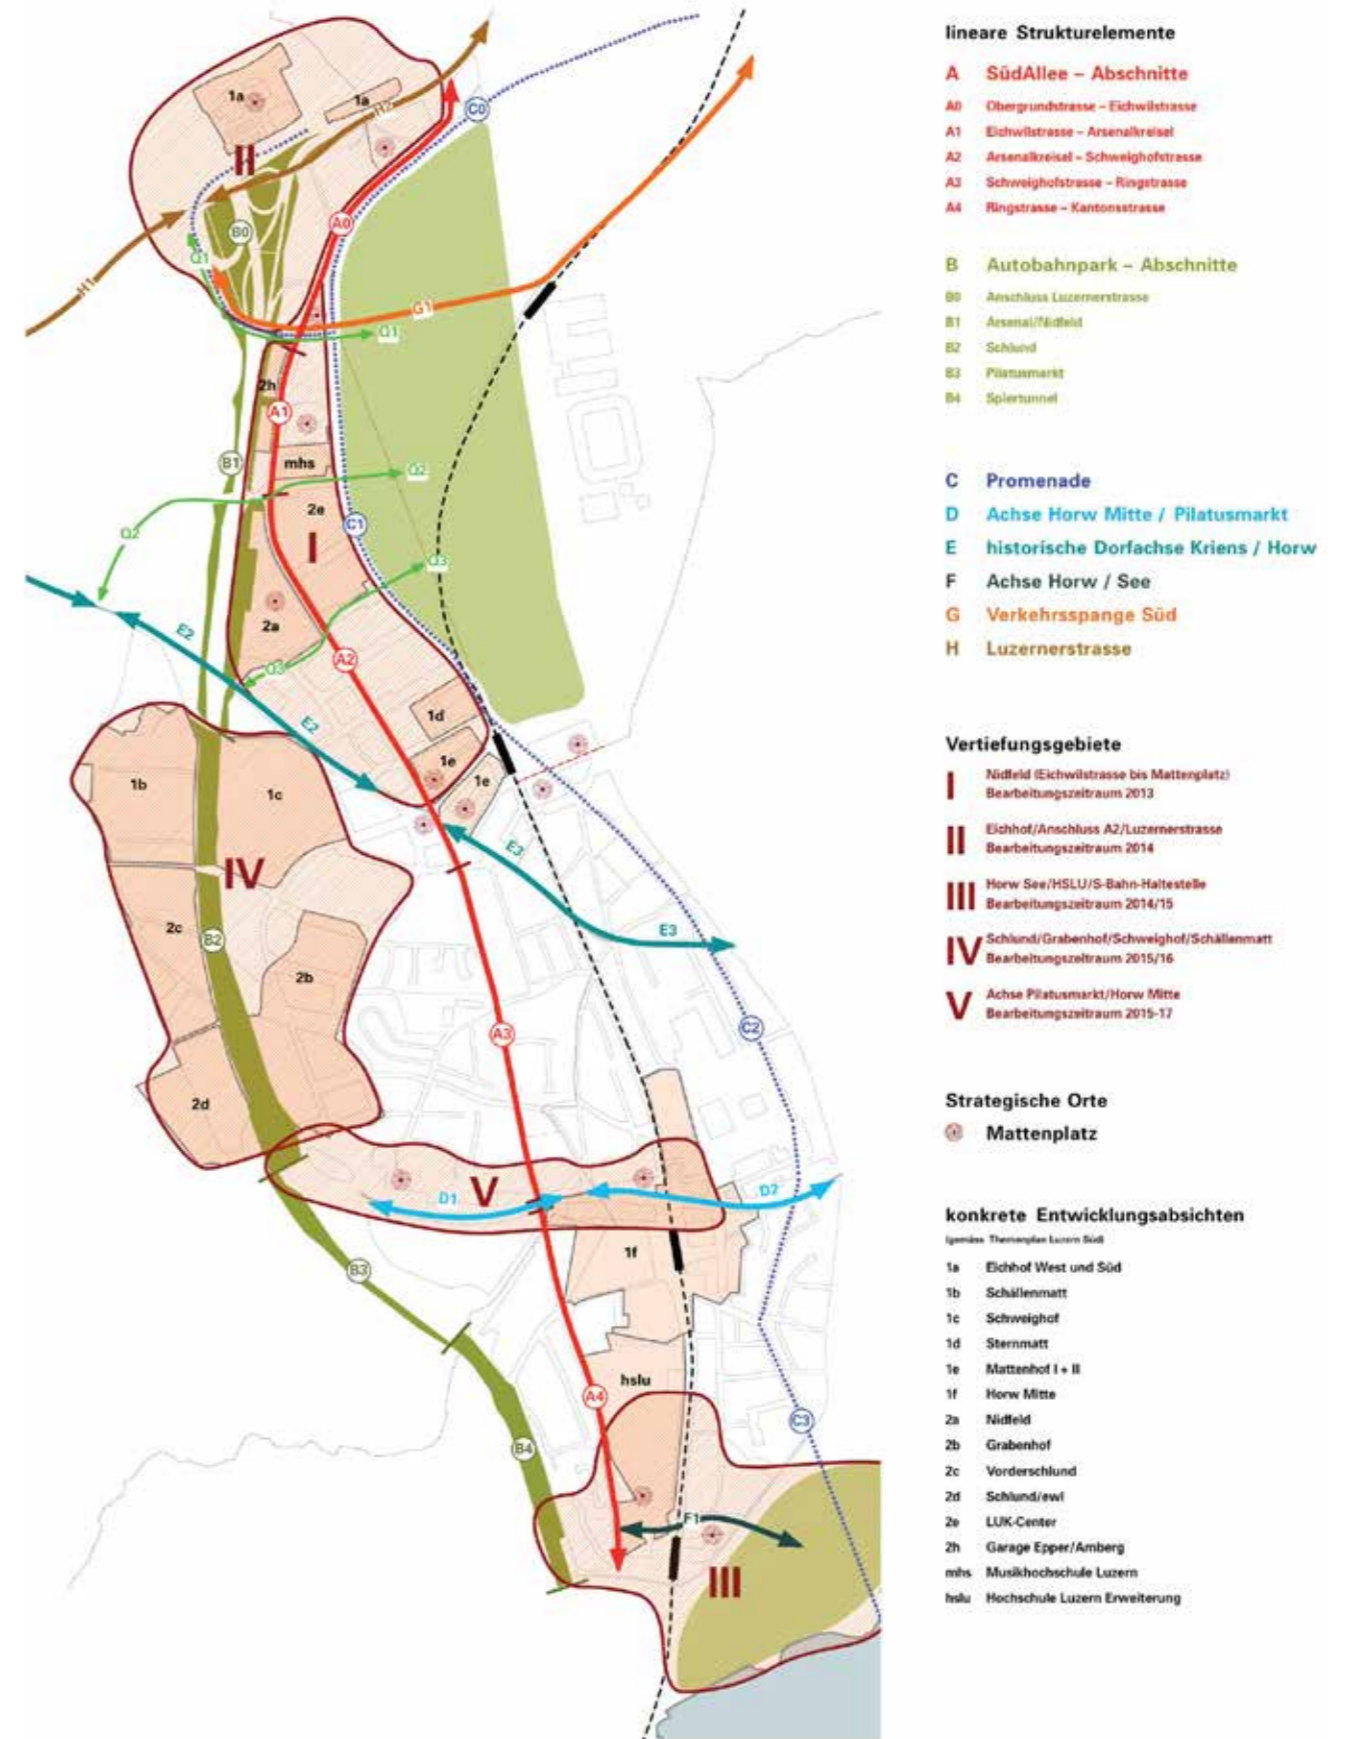 1a
1a
H2
C0
II
A0
B0
Q1
H1
G1
Q1
2h
A1
B1
mhs
Q2
2e
C1
Q2
I
Q3
2a
E2
A2
Q3
1d
E2
1e
1e
1b
1c
E3
IV
2c
B2
E3
2b
C2
A3
2d
V
D1
D2
1f
B3
hslu
A4
C3
B4
F1
III
lineare Strukturelemente
A SüdAllee – Abschnitte
A0 Obergrundstrasse – Eichwilstrasse
A1 Eichwilstrasse – Arsenalkreisel
A2 Arsenalkreisel – Schweighofstrasse
A3 Schweighofstrasse – Ringstrasse
A4 Ringstrasse – Kantonsstrasse
B Autobahnpark – Abschnitte
B0 Anschluss Luzernerstrasse
B1 Arsenal/Nidfeld
B2 Schlund
B3 Pilatusmarkt
B4 Spiertunnel
C Promenade
D Achse Horw Mitte / Pilatusmarkt
E historische Dorfachse Kriens / Horw
F Achse Horw / See
G Verkehrsspange Süd
H Luzernerstrasse
Vertiefungsgebiete
I Nidfeld (Eichwilstrasse bis Mattenplatz)
Bearbeitungszeitraum 2013
II Eichhof/Anschluss A2/Luzernerstrasse
Bearbeitungszeitraum 2014
III Horw See/HSLU/S-Bahn-Haltestelle
Bearbeitungszeitraum 2014/15
IV Schlund/Grabenhof/Schweighof/Schällenmatt
Bearbeitungszeitraum 2015/16
V Achse Pilatusmarkt/Horw Mitte
Bearbeitungszeitraum 2015-17
Strategische Orte
Mattenplatz
konkrete Entwicklungsabsichten
(gemäss Themenplan Luzern Süd)
1a Eichhof West und Süd
1b Schällenmatt
1c Schweighof
1d Sternmatt
1e Mattenhof I + II
1f Horw Mitte
2a Nidfeld
2b Grabenhof
2c Vorderschlund
2d Schlund/ewl
2e LUK-Center
2h Garage Epper/Amberg
mhs Musikhochschule Luzern
hslu Hochschule Luzern Erweiterung